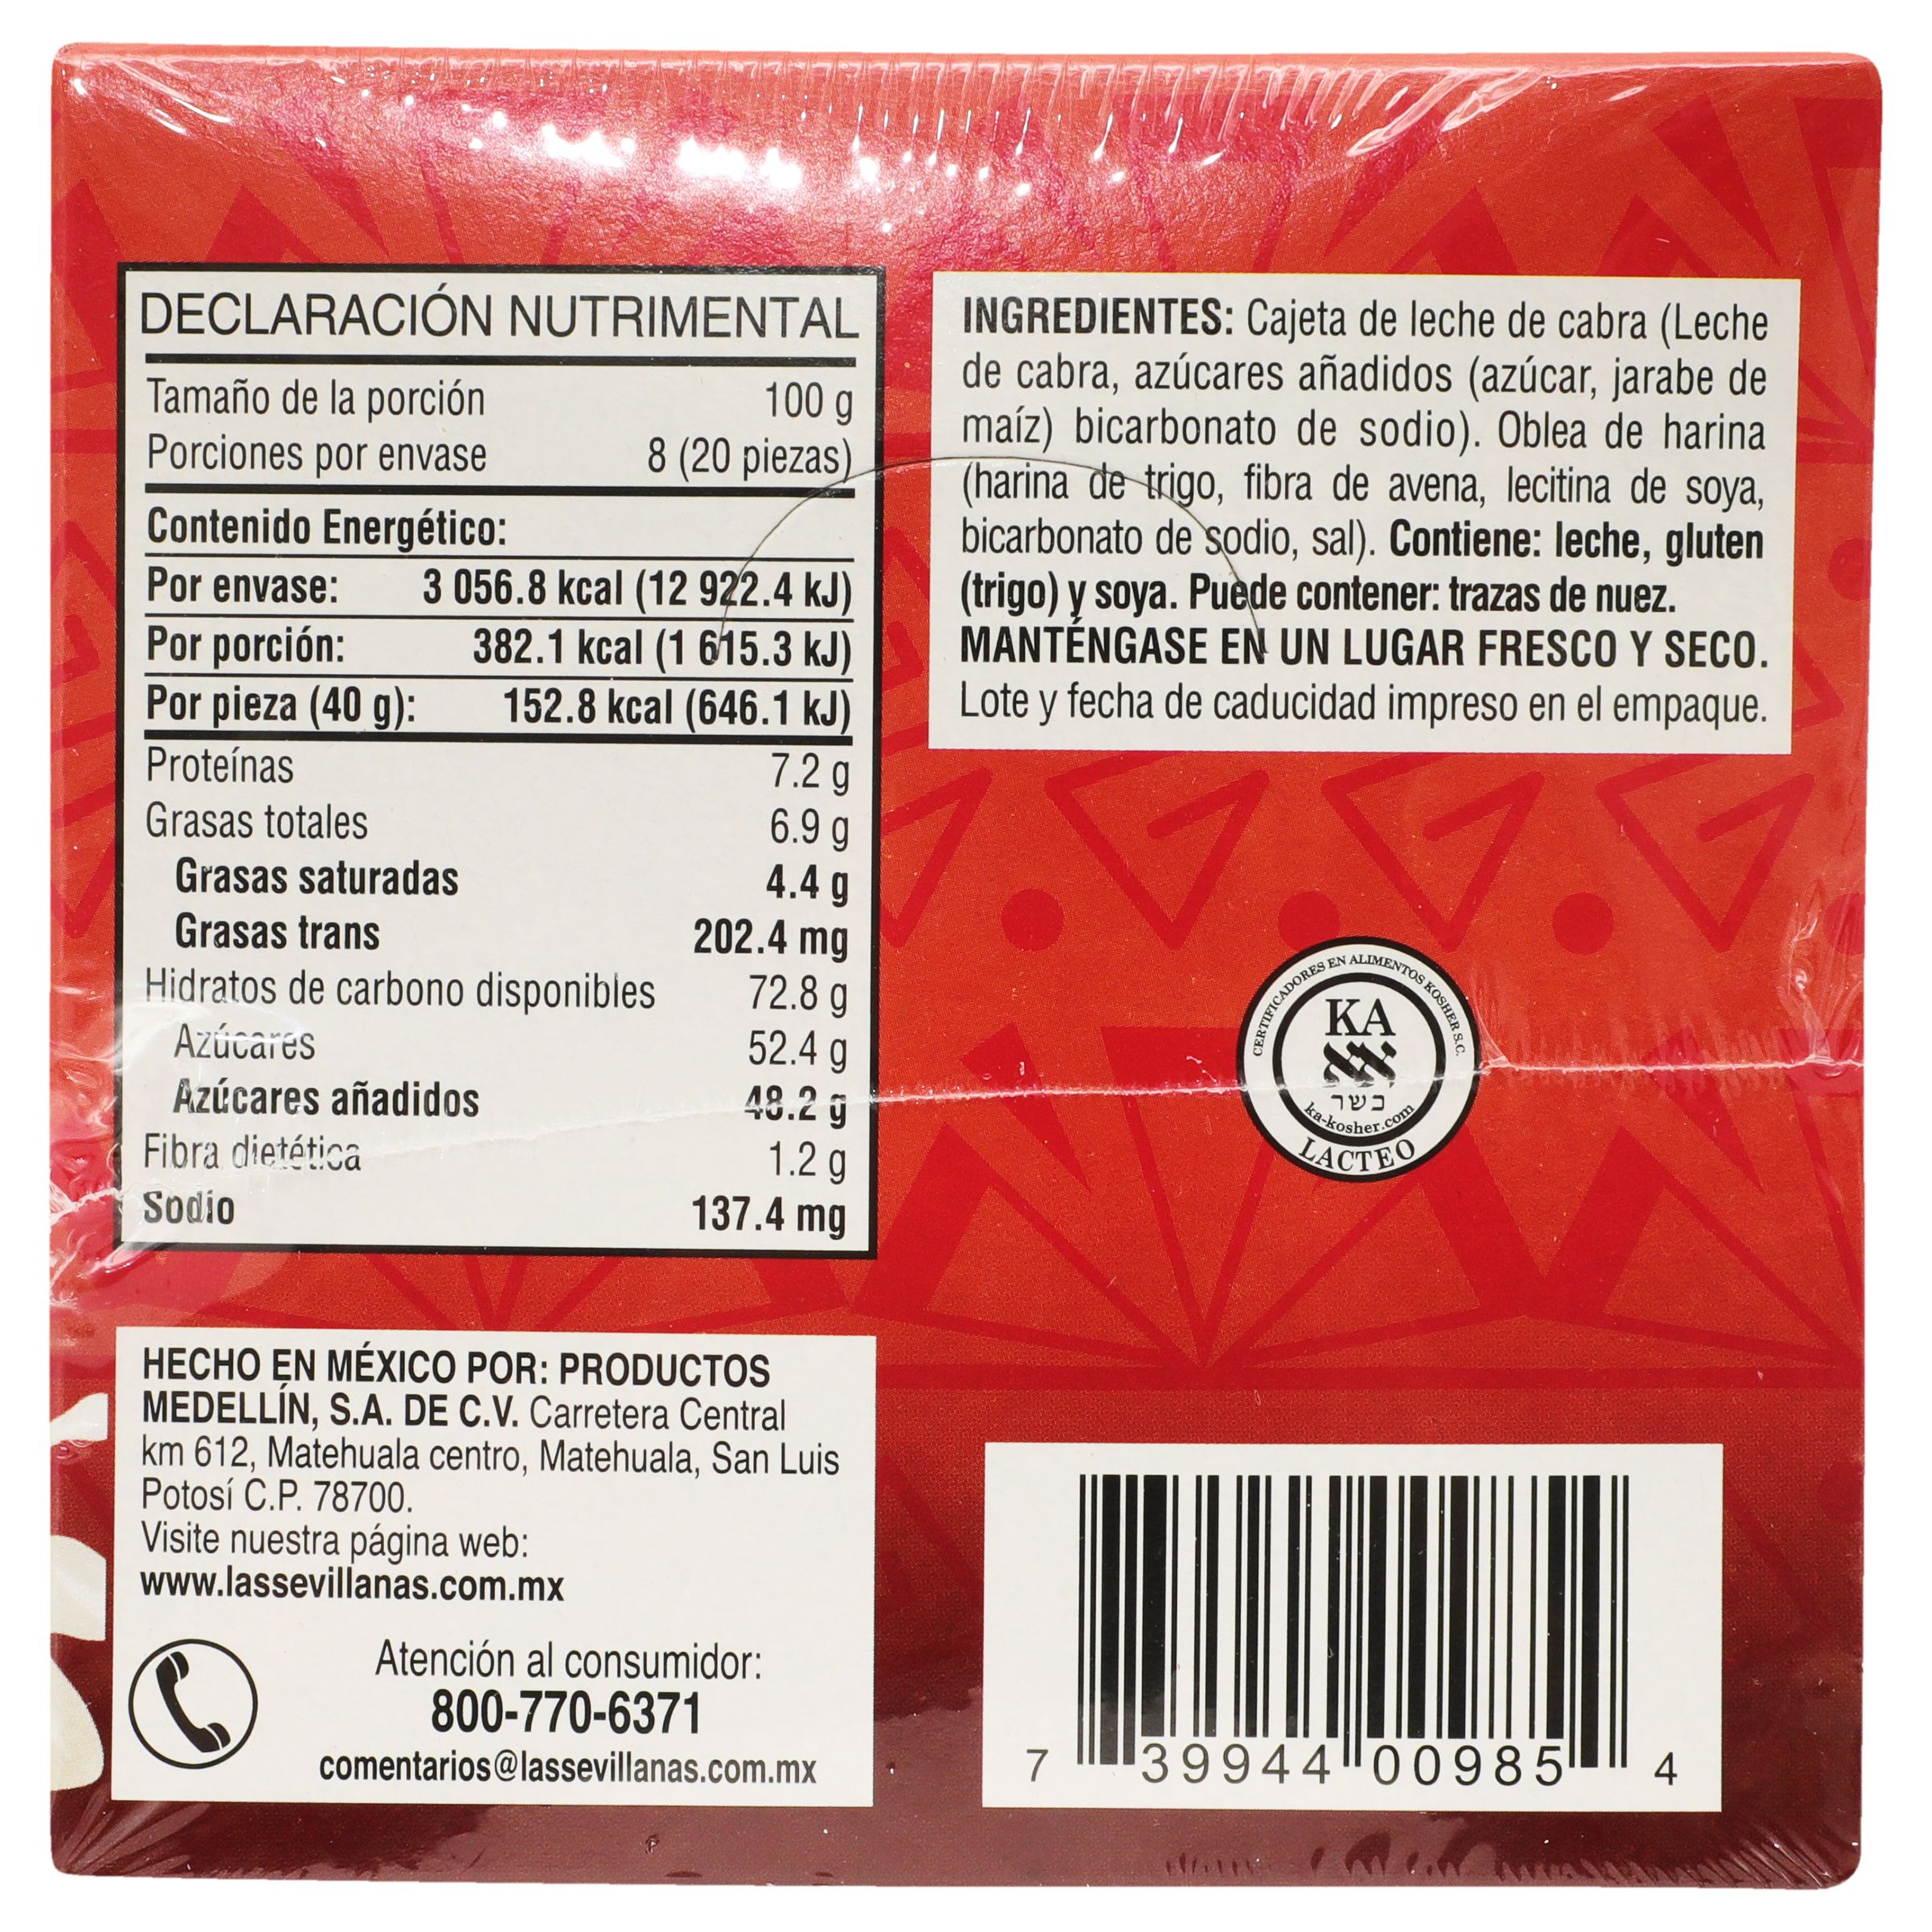 DECLARACIÓN NUTRIMENTAL
Tamaño de la porción 100 g
Porciones por envase 8 (20 piezas)
Contenido Energético:
Por envase: 3 056.8 kcal (12 922.4 kJ)
Por porción: 382.1 kcal (1 615.3 kJ)
Por pieza (40 g): 152.8 kcal (646.1 kJ)
Proteínas 7.2 g
Grasas totales 6.9 g
Grasas saturadas 4.4 g
Grasas trans 202.4 mg
Hidratos de carbono disponibles 72.8 g
Azúcares 52.4 g
Azúcares añadidos 48.2 g
Fibra dietética 1.2 g
Sodio 137.4 mg
INGREDIENTES: Cajeta de leche de cabra (Leche
de cabra, azúcares añadidos (azúcar, jarabe de
maíz) bicarbonato de sodio). Oblea de harina
(harina de trigo, fibra de avena, lecitina de soya,
bicarbonato de sodio, sal). Contiene: leche, gluten
(trigo) y soya. Puede contener: trazas de nuez.
MANTÉNGASE EN UN LUGAR FRESCO Y SECO.
Lote y fecha de caducidad impreso en el empaque.
CERTIFICADORES EN ALIMENTOS KOSHER S.C.
KA
כשר
ka-kosher.com
LACTEO
HECHO EN MÉXICO POR: PRODUCTOS
MEDELLÍN, S.A. DE C.V. Carretera Central
km 612, Matehuala centro, Matehuala, San Luis
Potosí C.P. 78700.
Visite nuestra página web:
www.lassevillanas.com.mx
Atención al consumidor:
800-770-6371
comentarios@lassevillanas.com.mx
7 39944 00985 4